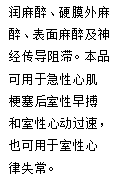 润麻醉、硬膜外麻
醉、表面麻醉及神
经传导阻滞。本品
可用于急性心肌
梗塞后室性早搏
和室性心动过速，
也可用于室性心
律失常。